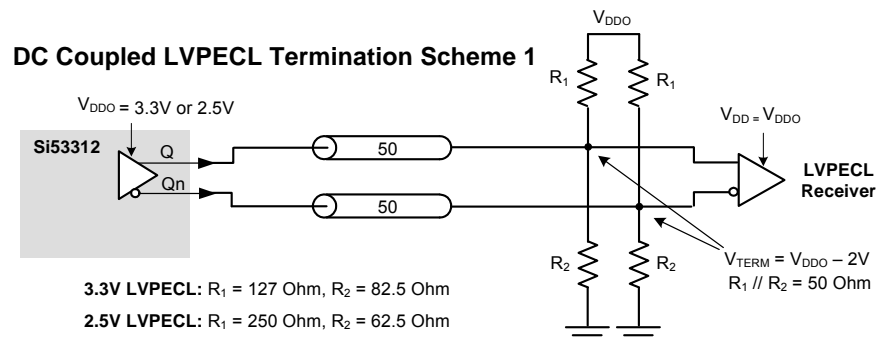 DC Coupled LVPECL Termination Scheme 1
VDDO
R1
R1
VDDO = 3.3V or 2.5V
VDD = VDDO
Si53312
Q
50
Qn
50
LVPECL
Receiver
R2
R2
VTERM = VDDO – 2V
R1 // R2 = 50 Ohm
3.3V LVPECL: R1 = 127 Ohm, R2 = 82.5 Ohm
2.5V LVPECL: R1 = 250 Ohm, R2 = 62.5 Ohm